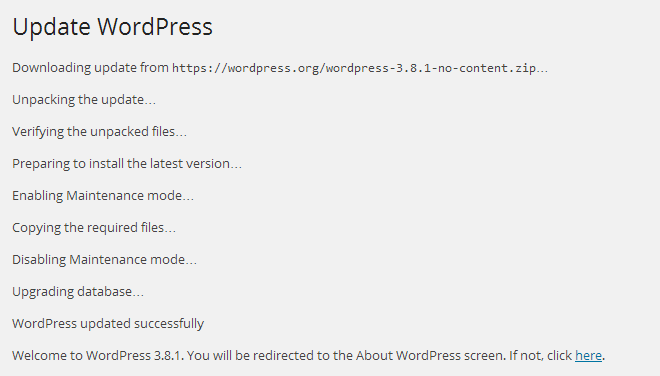 Update WordPress
Downloading update from https://wordpress.org/wordpress-3.8.1-no-content.zip…
Unpacking the update…
Verifying the unpacked files…
Preparing to install the latest version…
Enabling Maintenance mode…
Copying the required files…
Disabling Maintenance mode…
Upgrading database…
WordPress updated successfully
Welcome to WordPress 3.8.1. You will be redirected to the About WordPress screen. If not, click here.